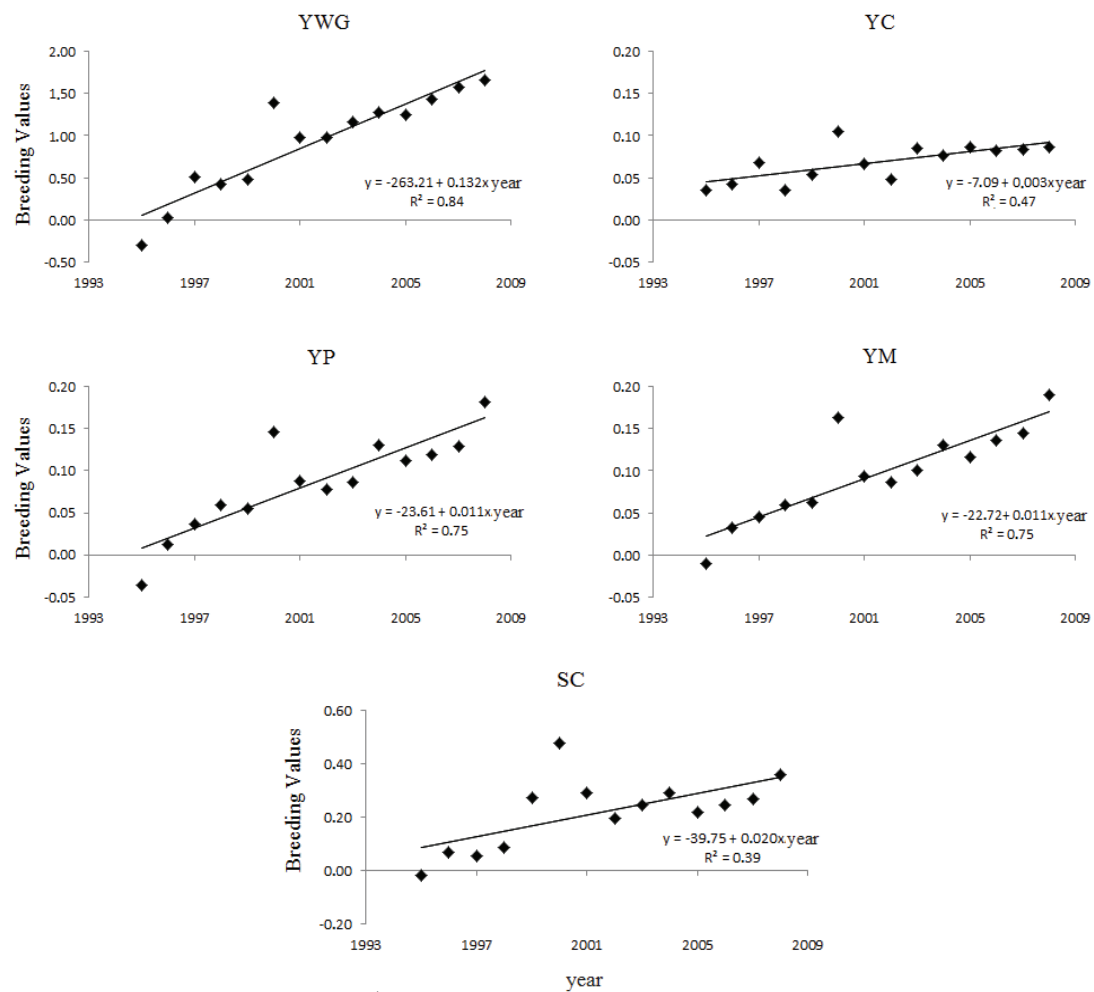 YWG
Breeding Values
2.00
1.50
1.00
0.50
0.00
-0.50
1993 1997 2001 2005 2009
y = -263.21 + 0.132x year
R² = 0.84
YC
0.20
0.15
0.10
0.05
0.00
-0.05
1993 1997 2001 2005 2009
y = -7.09 + 0,003x year
R² = 0.47
YP
Breeding Values
0.20
0.15
0.10
0.05
0.00
-0.05
1993 1997 2001 2005 2009
y = -23.61 + 0.011x year
R² = 0.75
YM
0.20
0.15
0.10
0.05
0.00
-0.05
1993 1997 2001 2005 2009
y = -22.72+ 0.011x year
R² = 0.75
SC
Breeding Values
0.60
0.40
0.20
0.00
-0.20
1993 1997 2001 2005 2009
y = -39.75 + 0.020x year
R² = 0.39
year